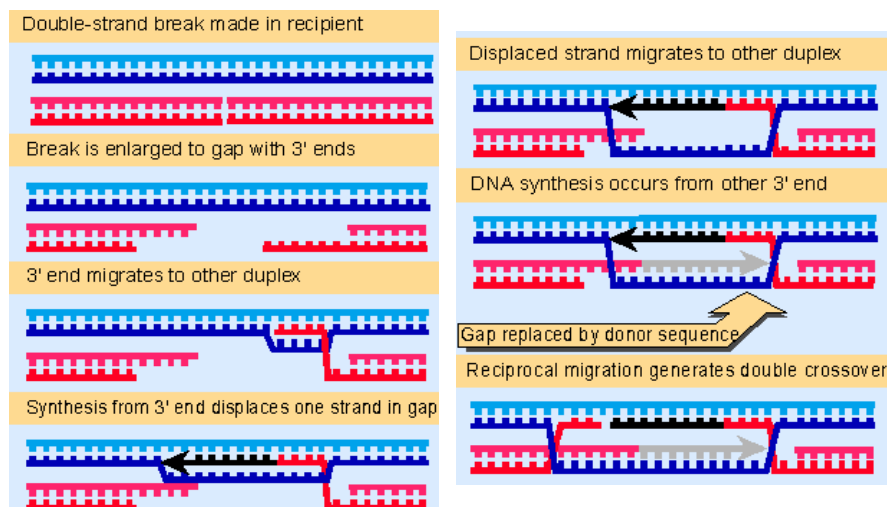 Double-strand break made in recipient
Break is enlarged to gap with 3' ends
3' end migrates to other duplex
Synthesis from 3' end displaces one strand in gap
Displaced strand migrates to other duplex
DNA synthesis occurs from other 3' end
Gap replaced by donor sequence
Reciprocal migration generates double crossover